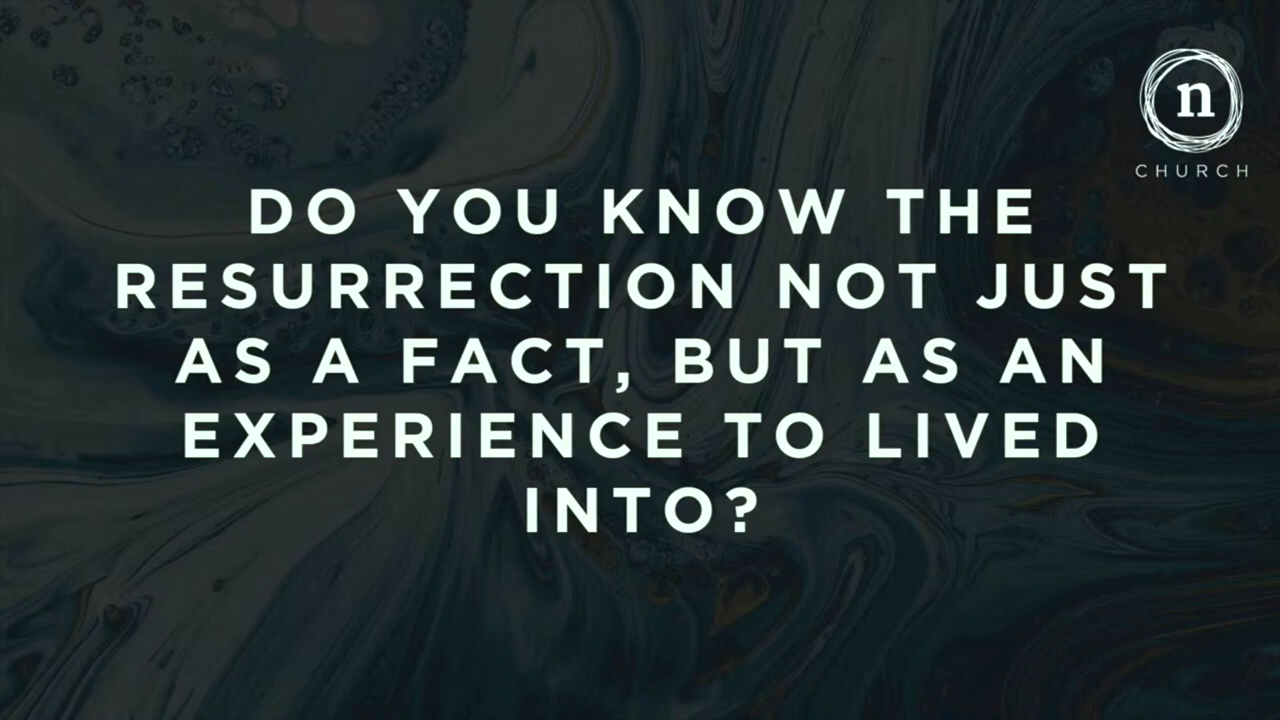 n
CHURCH
DO YOU KNOW THE
RESURRECTION NOT JUST
AS A FACT, BUT AS AN
EXPERIENCE TO LIVED
INTO?